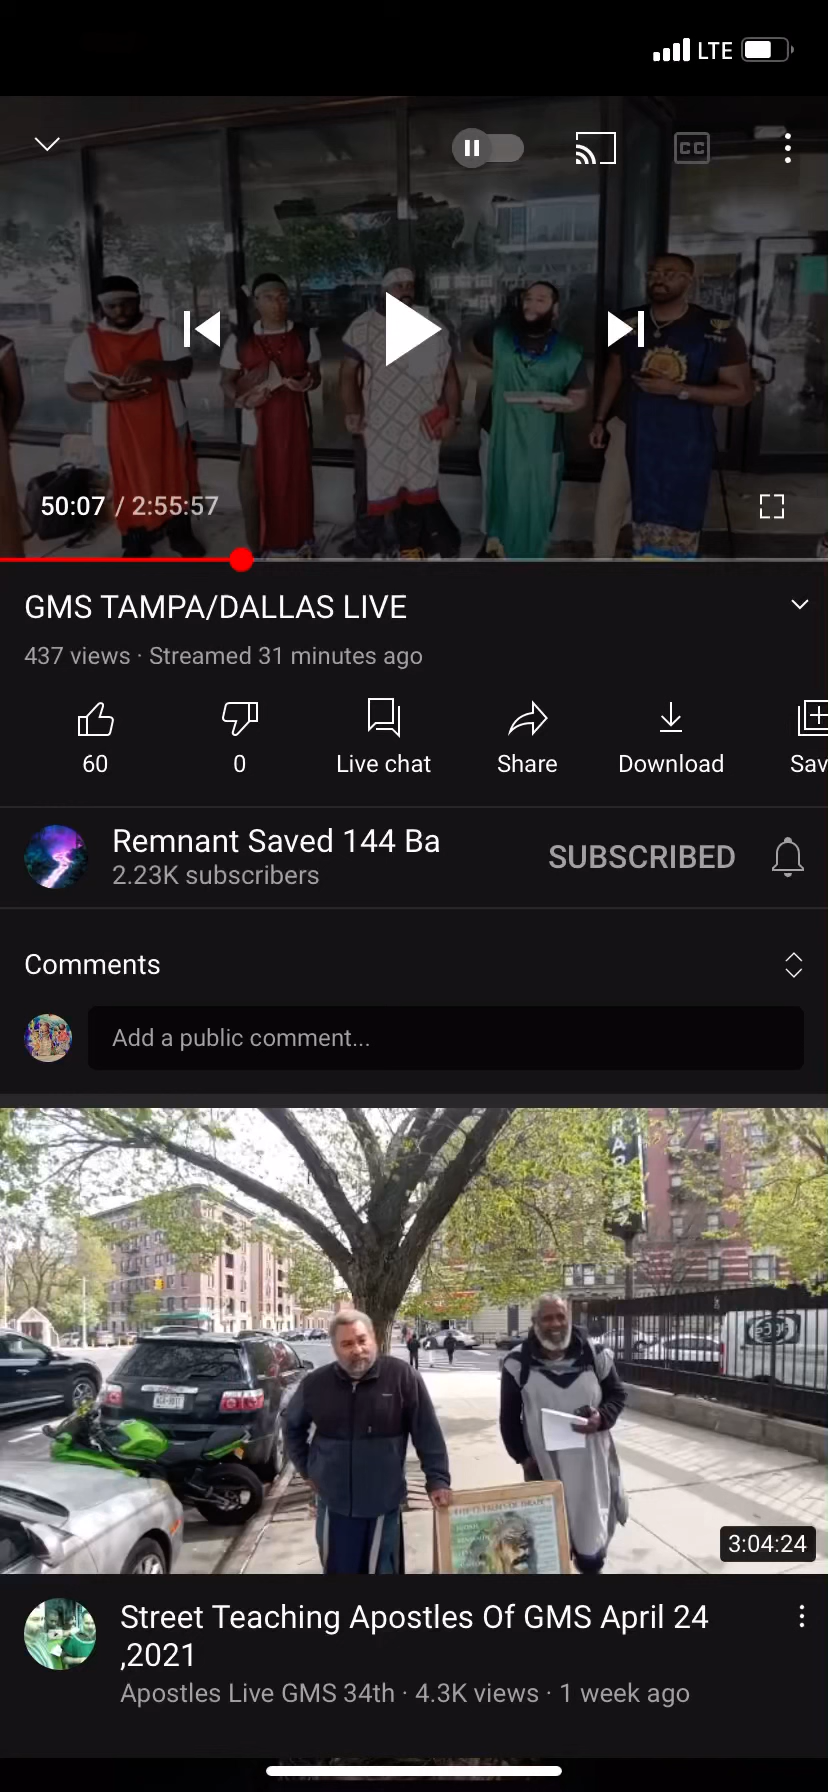 LTE
CC
50:07 / 2:55:57
GMS TAMPA/DALLAS LIVE
437 views · Streamed 31 minutes ago
60
0
Live chat
Share
Download
Sav
Remnant Saved 144 Ba
2.23K subscribers
SUBSCRIBED
Comments
Add a public comment...
3:04:24
Street Teaching Apostles Of GMS April 24
,2021
Apostles Live GMS 34th · 4.3K views · 1 week ago